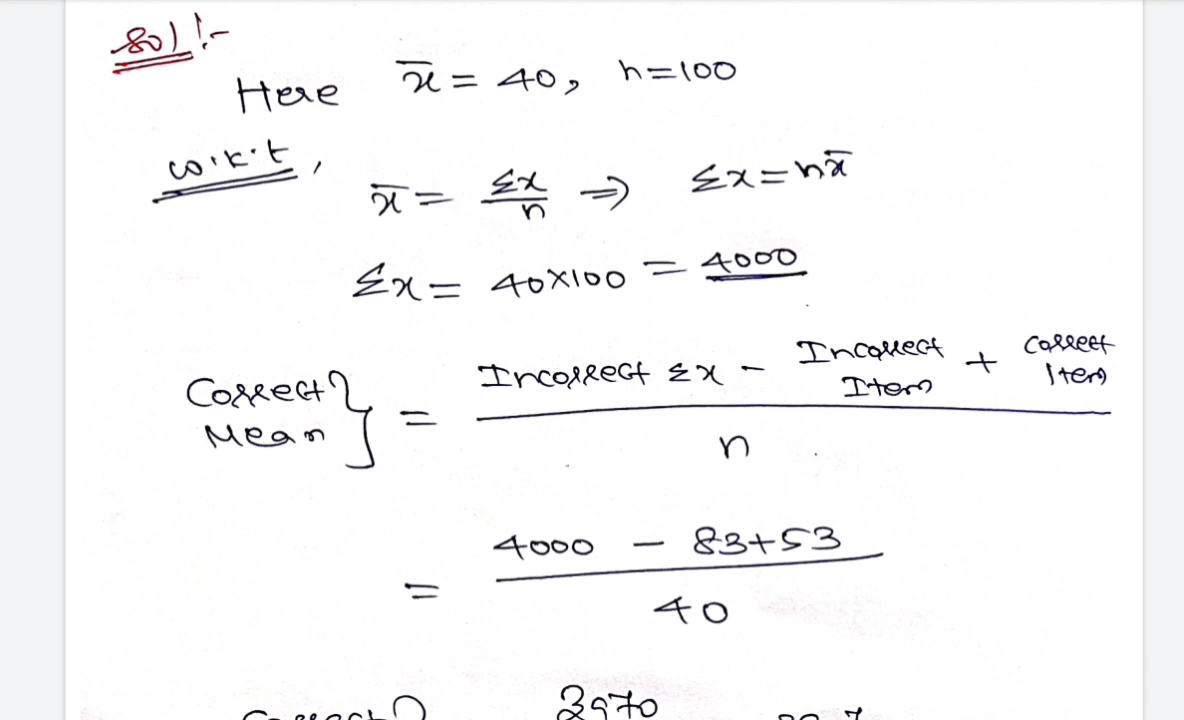 Sol:-
Here x̄ = 40, n=100
W.K.T,
x̄ = Σx/n ⇒ Σx = nx̄
Σx = 40×100 = 4000
Correct Mean } = Incorrect Σx - Incorrect Item + Correct Item / n
= 4000 - 83+53 / 40
3970